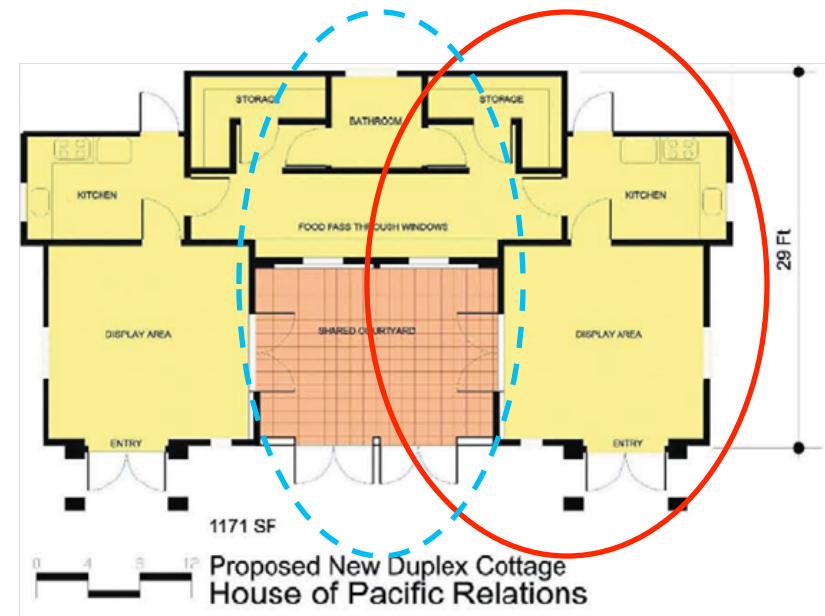 STORAGE
STORAGE
BATHROOM
KITCHEN
KITCHEN
FOOD PASS THROUGH WINDOWS
29 Ft
DISPLAY AREA
SHARED COURTYARD
DISPLAY AREA
ENTRY
ENTRY
1171 SF
0 4 8 12
Proposed New Duplex Cottage
House of Pacific Relations